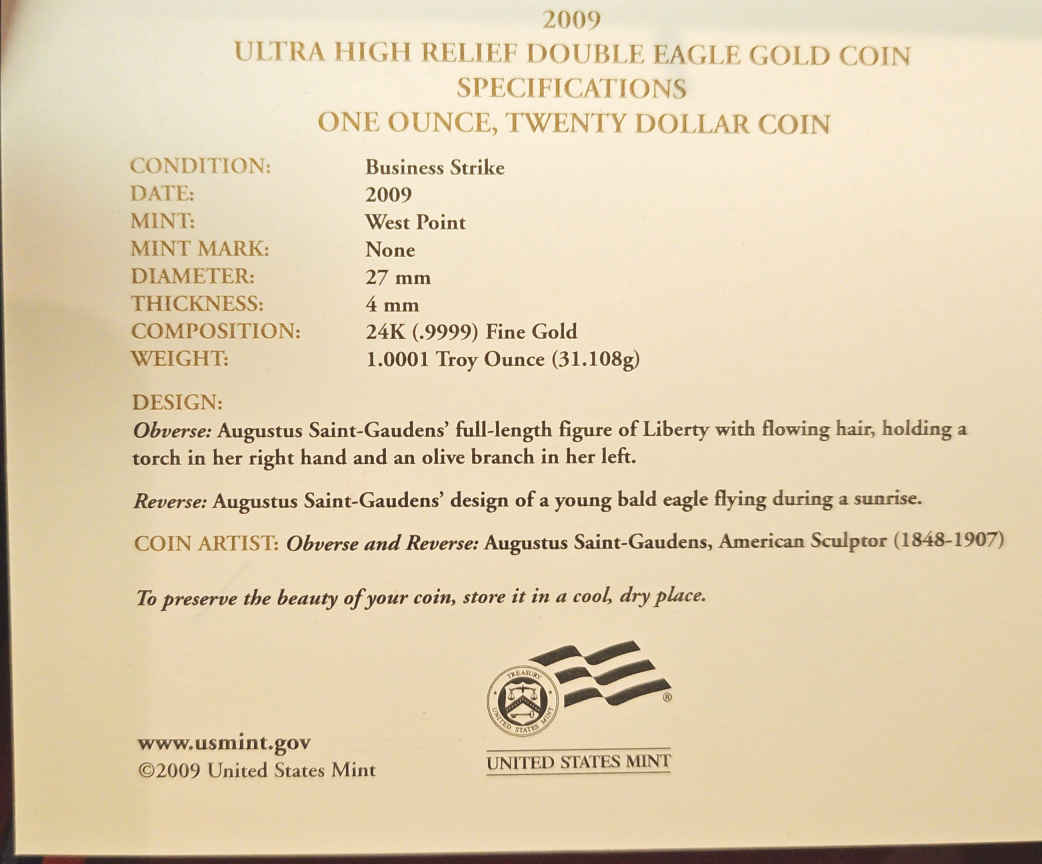 2009
ULTRA HIGH RELIEF DOUBLE EAGLE GOLD COIN
SPECIFICATIONS
ONE OUNCE, TWENTY DOLLAR COIN
CONDITION: Business Strike
DATE: 2009
MINT: West Point
MINT MARK: None
DIAMETER: 27 mm
THICKNESS: 4 mm
COMPOSITION: 24K (.9999) Fine Gold
WEIGHT: 1.0001 Troy Ounce (31.108g)
DESIGN:
Obverse: Augustus Saint-Gaudens’ full-length figure of Liberty with flowing hair, holding a
torch in her right hand and an olive branch in her left.
Reverse: Augustus Saint-Gaudens’ design of a young bald eagle flying during a sunrise.
COIN ARTIST: Obverse and Reverse: Augustus Saint-Gaudens, American Sculptor (1848-1907)
To preserve the beauty of your coin, store it in a cool, dry place.
TREASURY
UNITED STATES MINT
®
UNITED STATES MINT
www.usmint.gov
©2009 United States Mint